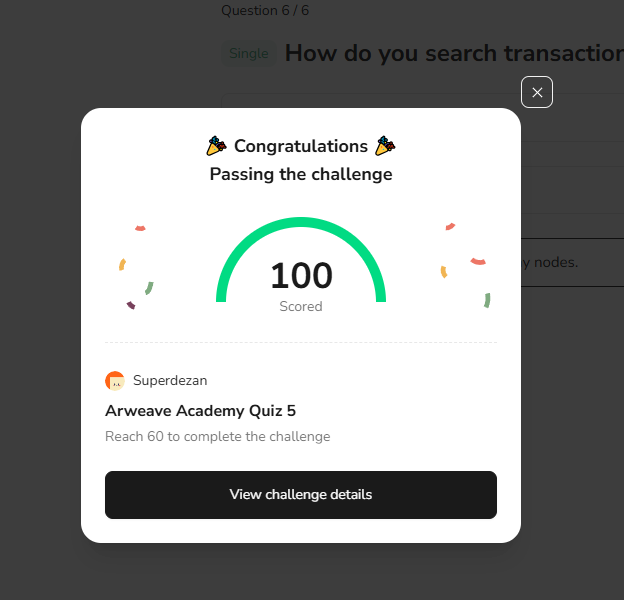 Question 6 / 6
Single How do you search transaction
Congratulations
Passing the challenge
y nodes.
100
Scored
Superdezan
Arweave Academy Quiz 5
Reach 60 to complete the challenge
View challenge details